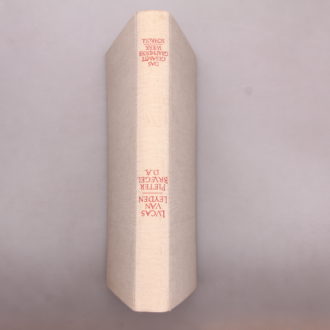 LVCAS
VAN
LEYDEN
PIETER
BRVEGEL
D.A.
DAS
GESAMTE
GRAPHISCHE
WERK